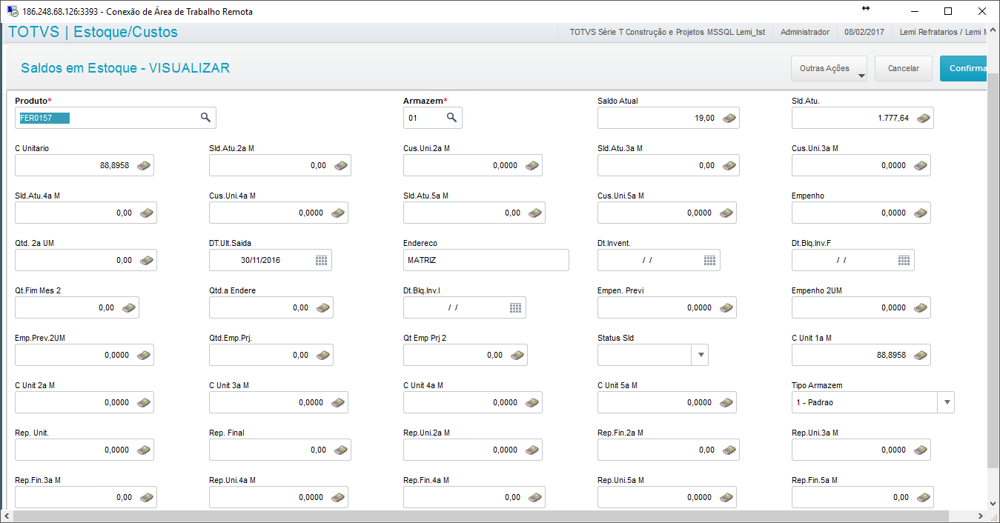 186.248.68.126:3393 - Conexão de Área de Trabalho Remota
TOTVS | Estoque/Custos
TOTVS Série T Construção e Projetos MSSQL Lemi_tst
Administrador
08/02/2017
Lemi Refratarios / Lemi M
Saldos em Estoque - VISUALIZAR
Outras Ações
Cancelar
Confirma
Produto*
Armazem*
Saldo Atual
Sld.Atu.
FER0157
01
19,00
1.777,64
C Unitario
Sld.Atu.2a M
Cus.Uni.2a M
Sld.Atu.3a M
Cus.Uni.3a M
88,8958
0,00
0,0000
0,00
0,0000
Sld.Atu.4a M
Cus.Uni.4a M
Sld.Atu.5a M
Cus.Uni.5a M
Empenho
0,00
0,0000
0,00
0,0000
0,0000
Qtd. 2a UM
DT.Ult.Saida
Endereco
Dt.Invent.
Dt.Blq.Inv.F
0,00
30/11/2016
MATRIZ
/ /
/ /
Qt.Fim Mes 2
Qtd.a Endere
Dt.Blq.Inv.I
Empen. Previ
Empenho 2UM
0,00
0,00
/ /
0,0000
0,0000
Emp.Prev.2UM
Qtd.Emp.Prj.
Qt Emp Prj 2
Status Sld
C Unit 1a M
0,0000
0,00
0,00
88,8958
C Unit 2a M
C Unit 3a M
C Unit 4a M
C Unit 5a M
Tipo Armazem
0,0000
0,0000
0,0000
0,0000
1 - Padrao
Rep. Unit.
Rep. Final
Rep.Uni.2a M
Rep.Fin.2a M
Rep.Uni.3a M
0,0000
0,00
0,0000
0,00
0,0000
Rep.Fin.3a M
Rep.Uni.4a M
Rep.Fin.4a M
Rep.Uni.5a M
Rep.Fin.5a M
0,00
0,0000
0,00
0,0000
0,00